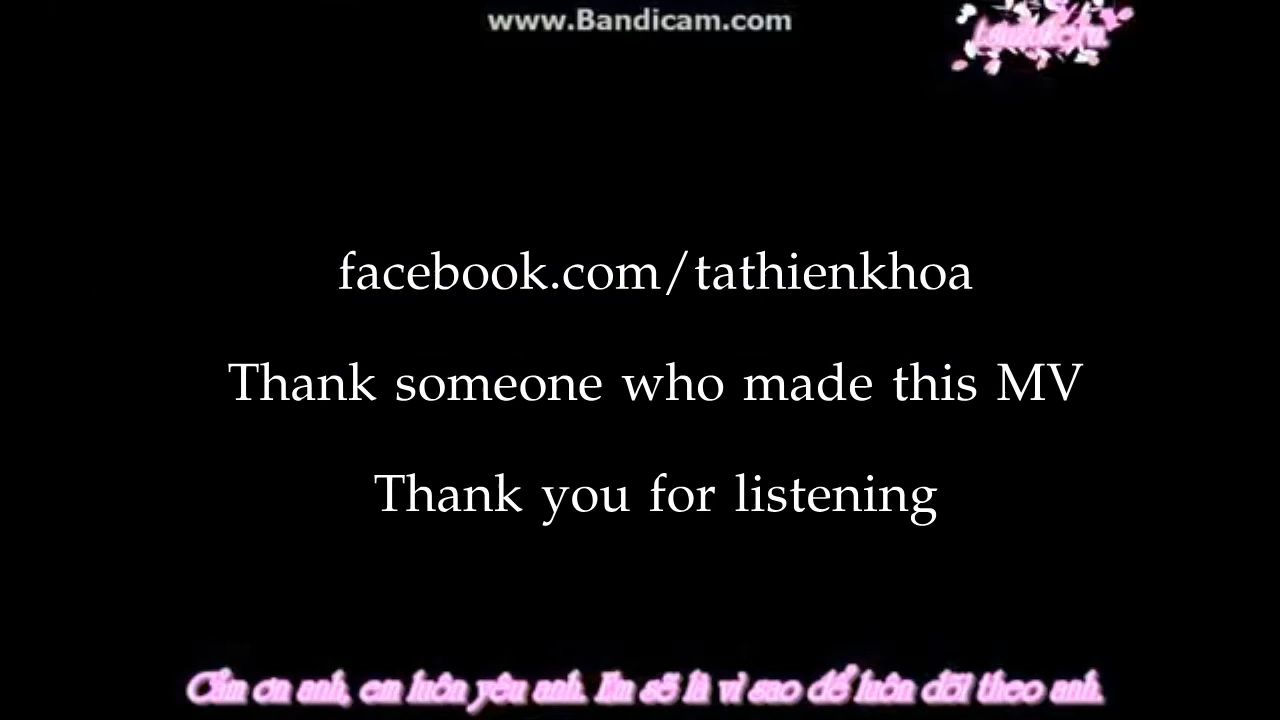 www.Bandicam.com
facebook.com/tathienkhoa
Thank someone who made this MV
Thank you for listening
Cảm ơn anh, em luôn yêu anh. Em sẽ là vì sao để luôn dõi theo anh.